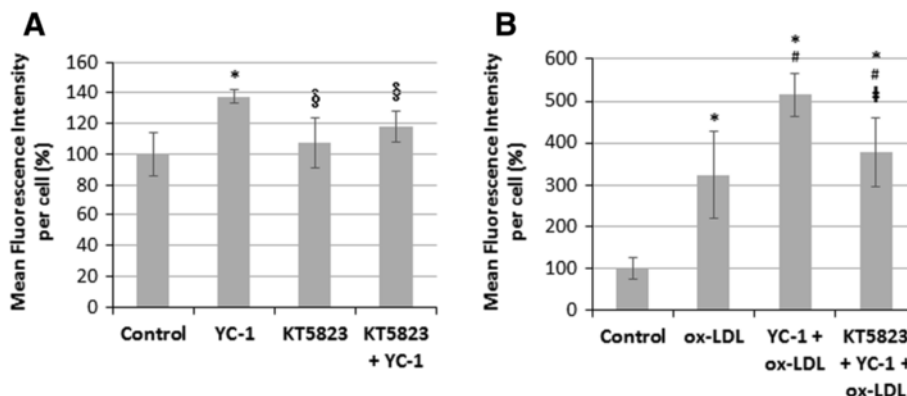 A
Mean Fluorescence Intensity
per cell (%)
160
140
120
100
80
60
40
20
0
*
§
§
Control
YC-1
KT5823
KT5823
+ YC-1
B
Mean Fluorescence Intensity
per cell (%)
600
500
400
300
200
100
0
*
*
#
*
#
‡
Control
ox-LDL
YC-1 +
ox-LDL
KT5823
+ YC-1 +
ox-LDL